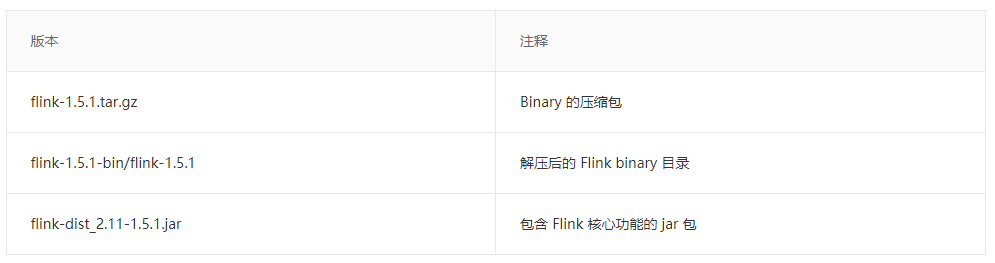 版本 注释
flink-1.5.1.tar.gz Binary 的压缩包
flink-1.5.1-bin/flink-1.5.1 解压后的 Flink binary 目录
flink-dist_2.11-1.5.1.jar 包含 Flink 核心功能的 jar 包